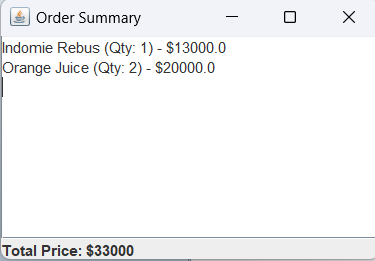 Order Summary
Indomie Rebus (Qty: 1) - $13000.0
Orange Juice (Qty: 2) - $20000.0
Total Price: $33000